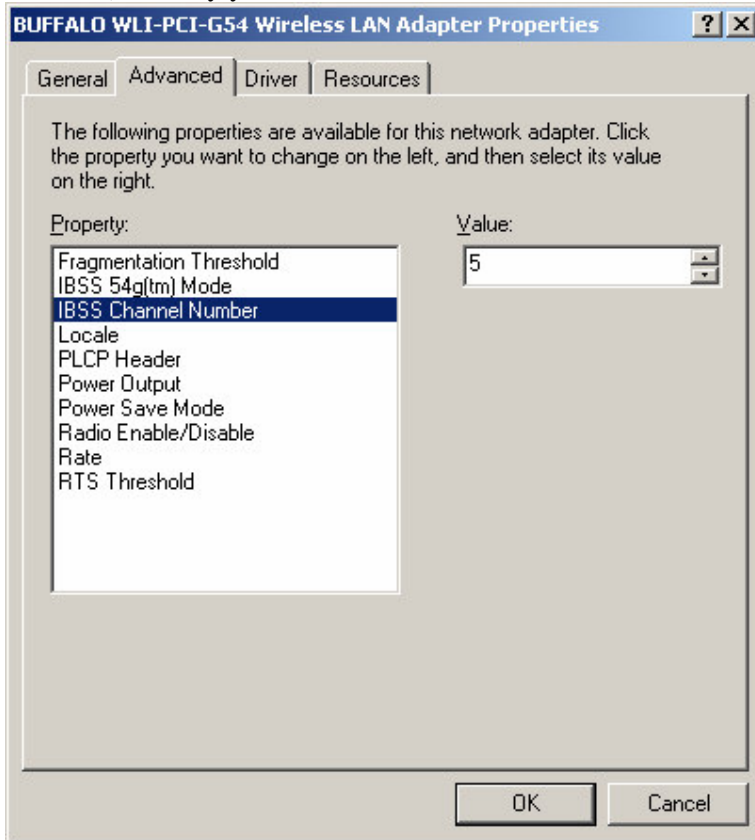 BUFFALO WLI-PCI-G54 Wireless LAN Adapter Properties
General Advanced Driver Resources
The following properties are available for this network adapter. Click
the property you want to change on the left, and then select its value
on the right.
Property:
Value:
Fragmentation Threshold
IBSS 54g(tm) Mode
IBSS Channel Number
Locale
PLCP Header
Power Output
Power Save Mode
Radio Enable/Disable
Rate
RTS Threshold
5
OK
Cancel